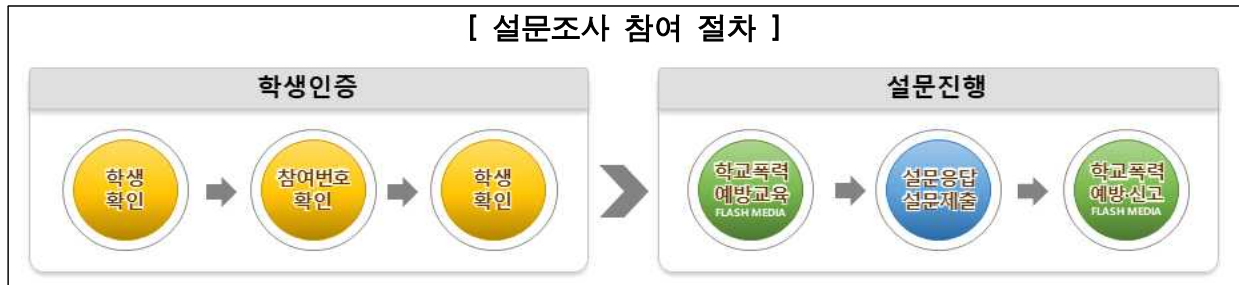 [ 설문조사 참여 절차 ]
학생인증
학생
확인
참여번호
확인
학생
확인
설문진행
학교폭력
예방교육
FLASH MEDIA
설문응답
설문제출
학교폭력
예방·신고
FLASH MEDIA